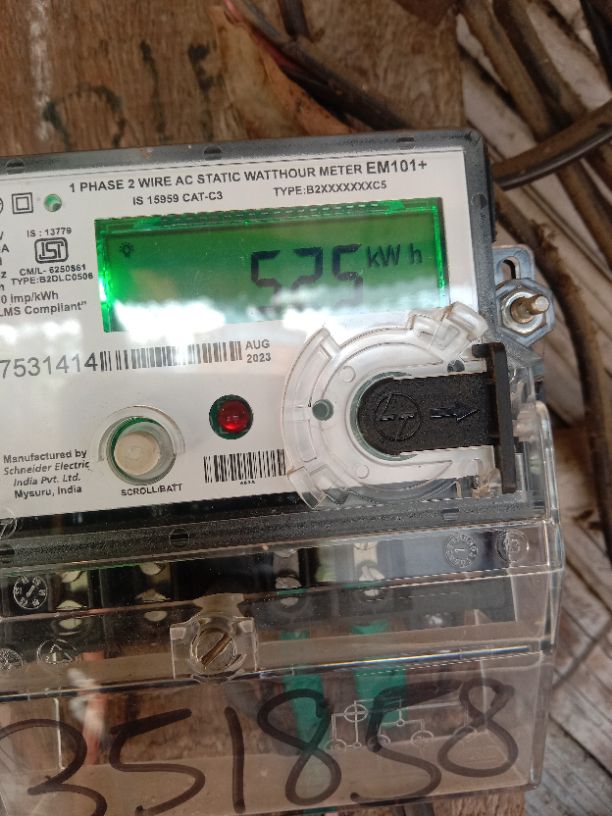 1 PHASE 2 WIRE AC STATIC WATTHOUR METER EM101+
IS 15959 CAT-C3 TYPE:B2XXXXXXXC5
IS : 13779
ISI
CM/L- 6250561
TYPE:B2DLC0506
0 imp/kWh
LMS Compliant"
525 kW h
7531414
AUG
2023
Manufactured by
Schneider Electric
India Pvt. Ltd.
Mysuru, India
SCROLL/BATT
351858